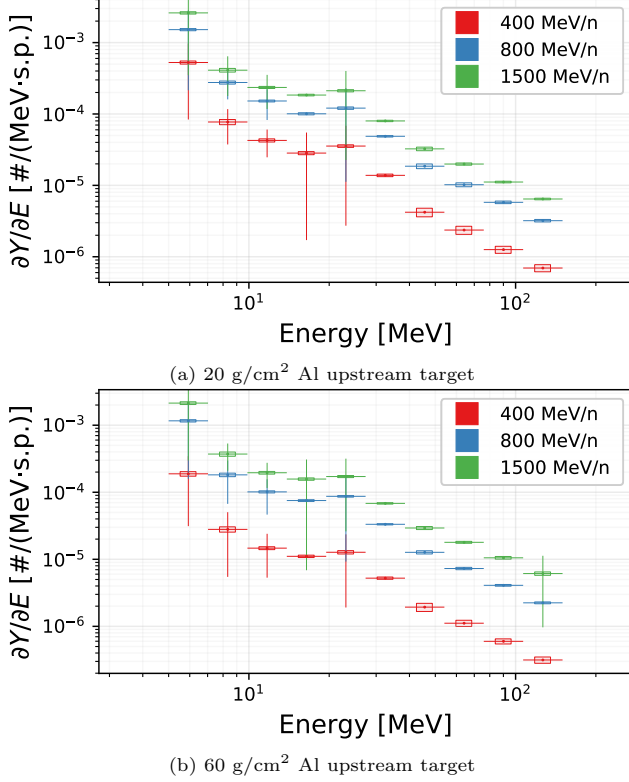 400 MeV/n
800 MeV/n
1500 MeV/n
10⁻³
10⁻⁴
10⁻⁵
10⁻⁶
∂Y/∂E [#/(MeV·s.p.)]
10¹
10²
Energy [MeV]
(a) 20 g/cm² Al upstream target
400 MeV/n
800 MeV/n
1500 MeV/n
10⁻³
10⁻⁴
10⁻⁵
10⁻⁶
∂Y/∂E [#/(MeV·s.p.)]
10¹
10²
Energy [MeV]
(b) 60 g/cm² Al upstream target